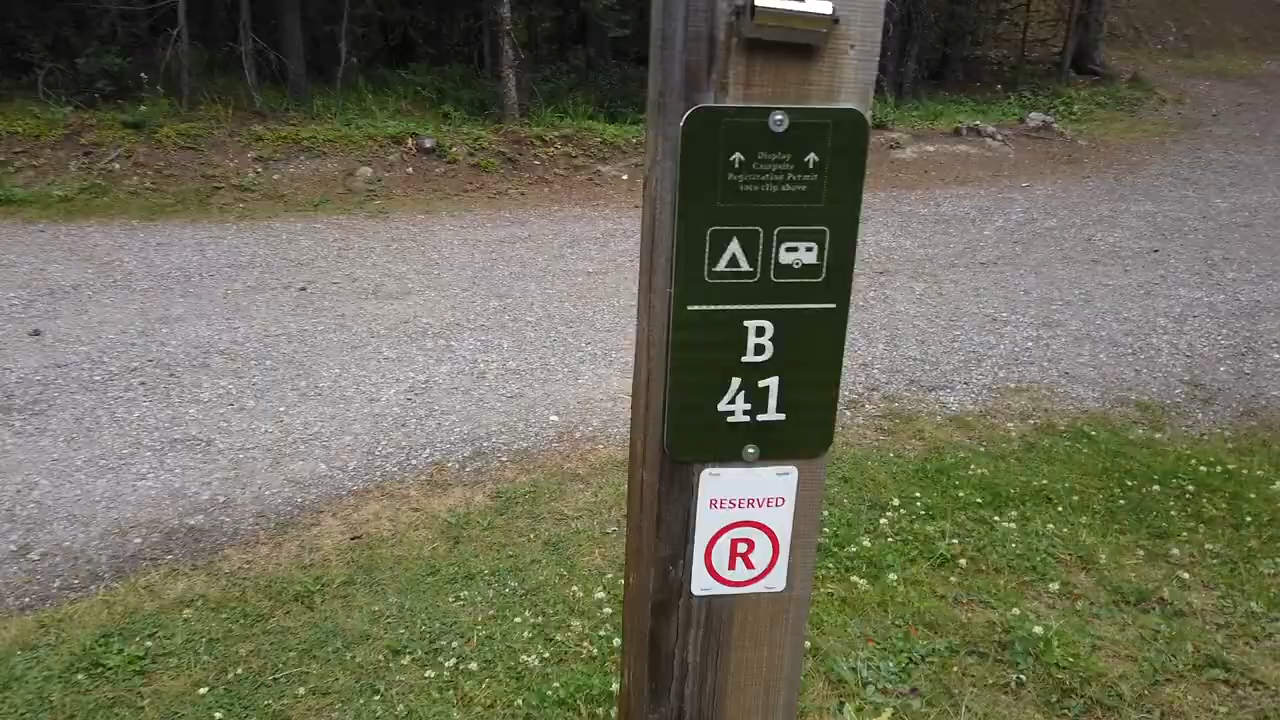 Display
Campsite
Registration Permit
into clip above
B
41
RESERVED
R